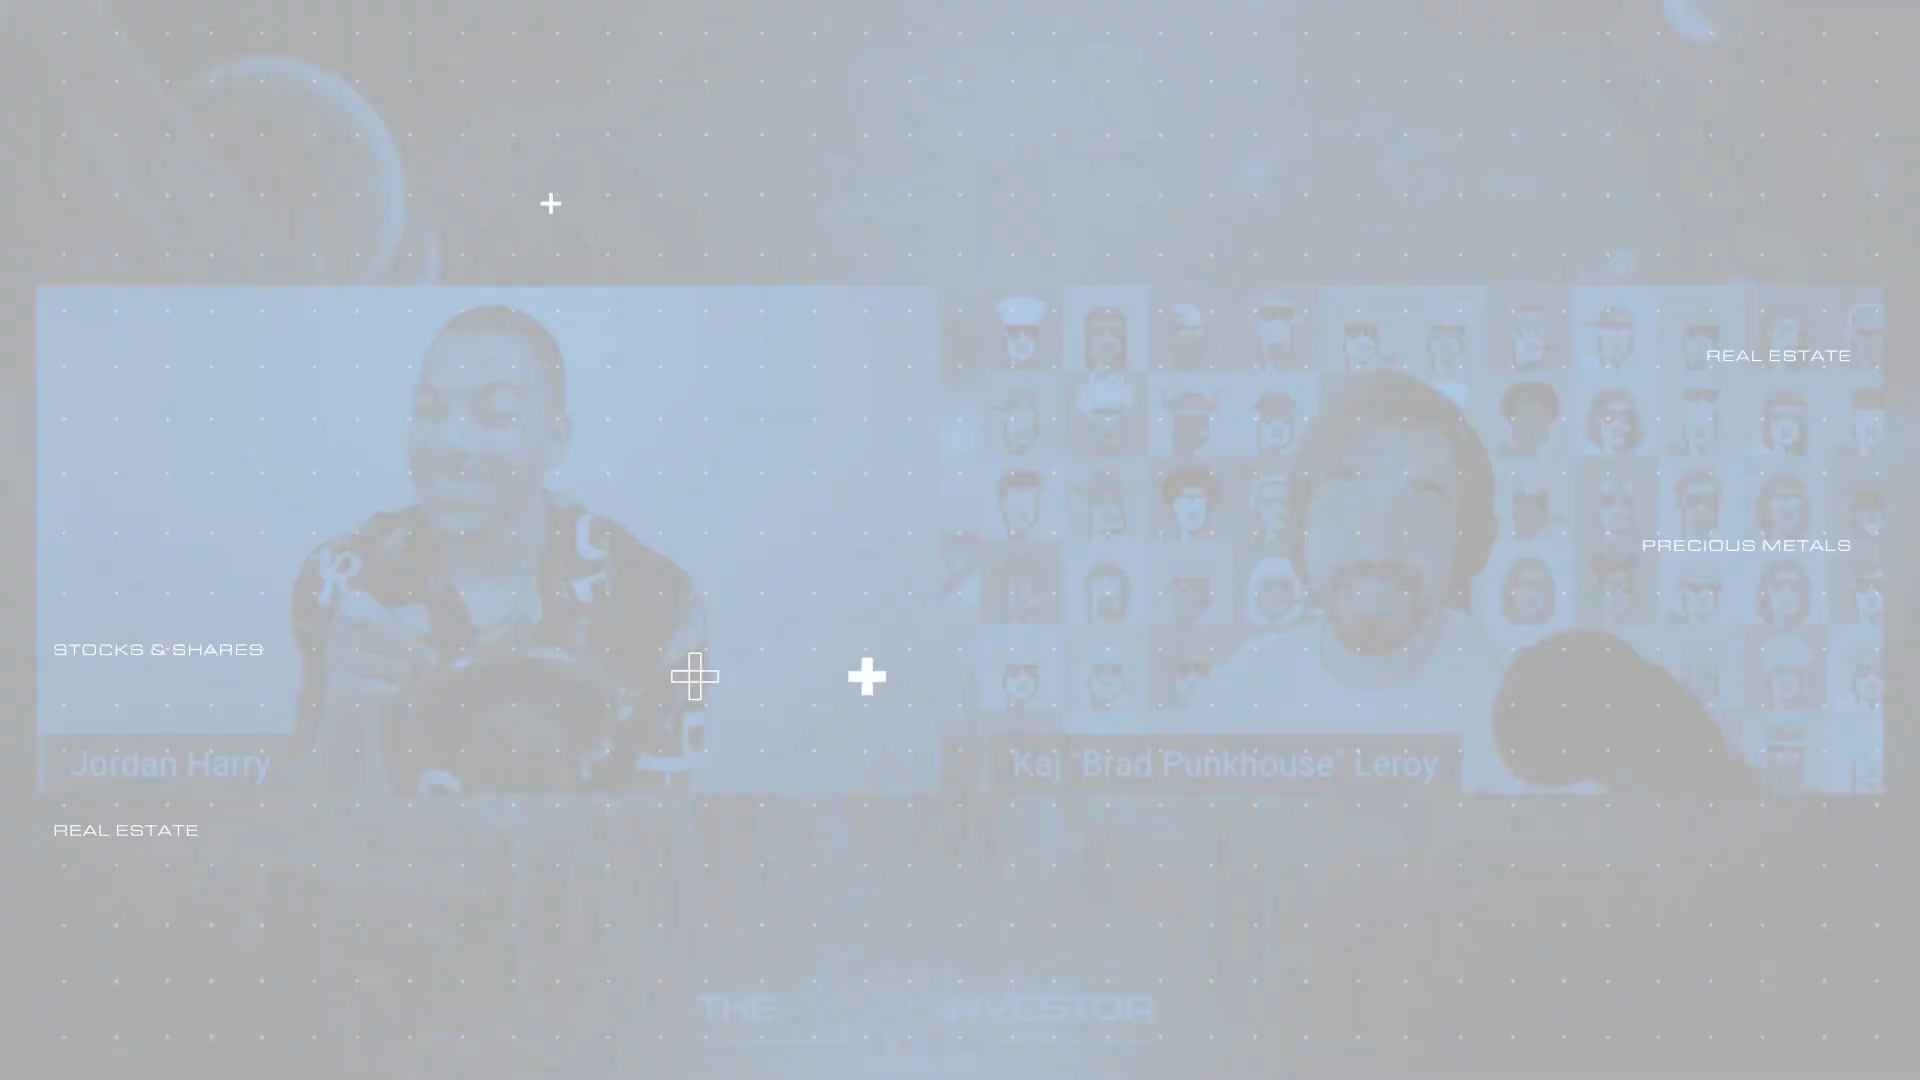 REAL ESTATE
PRECIOUS METALS
STOCKS & SHARES
Jordan Harry
Kaj "Brad Punkhouse" Leroy
REAL ESTATE
THE INVESTOR